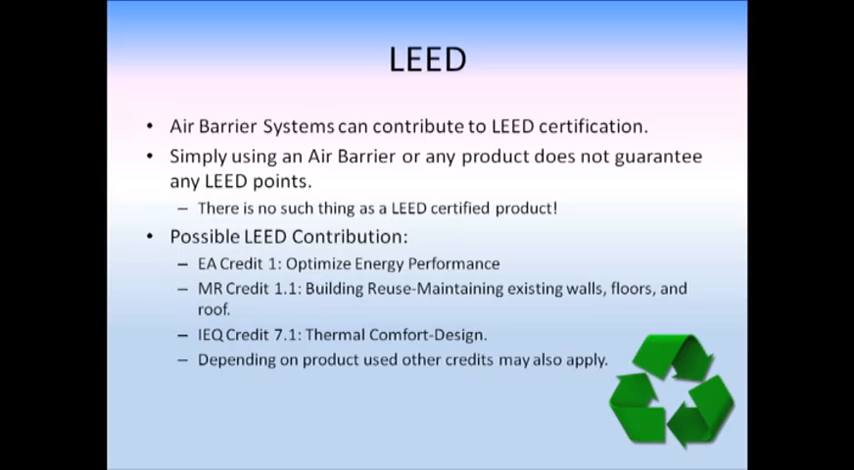 LEED
• Air Barrier Systems can contribute to LEED certification.
• Simply using an Air Barrier or any product does not guarantee
any LEED points.
– There is no such thing as a LEED certified product!
• Possible LEED Contribution:
– EA Credit 1: Optimize Energy Performance
– MR Credit 1.1: Building Reuse-Maintaining existing walls, floors, and
roof.
– IEQ Credit 7.1: Thermal Comfort-Design.
– Depending on product used other credits may also apply.